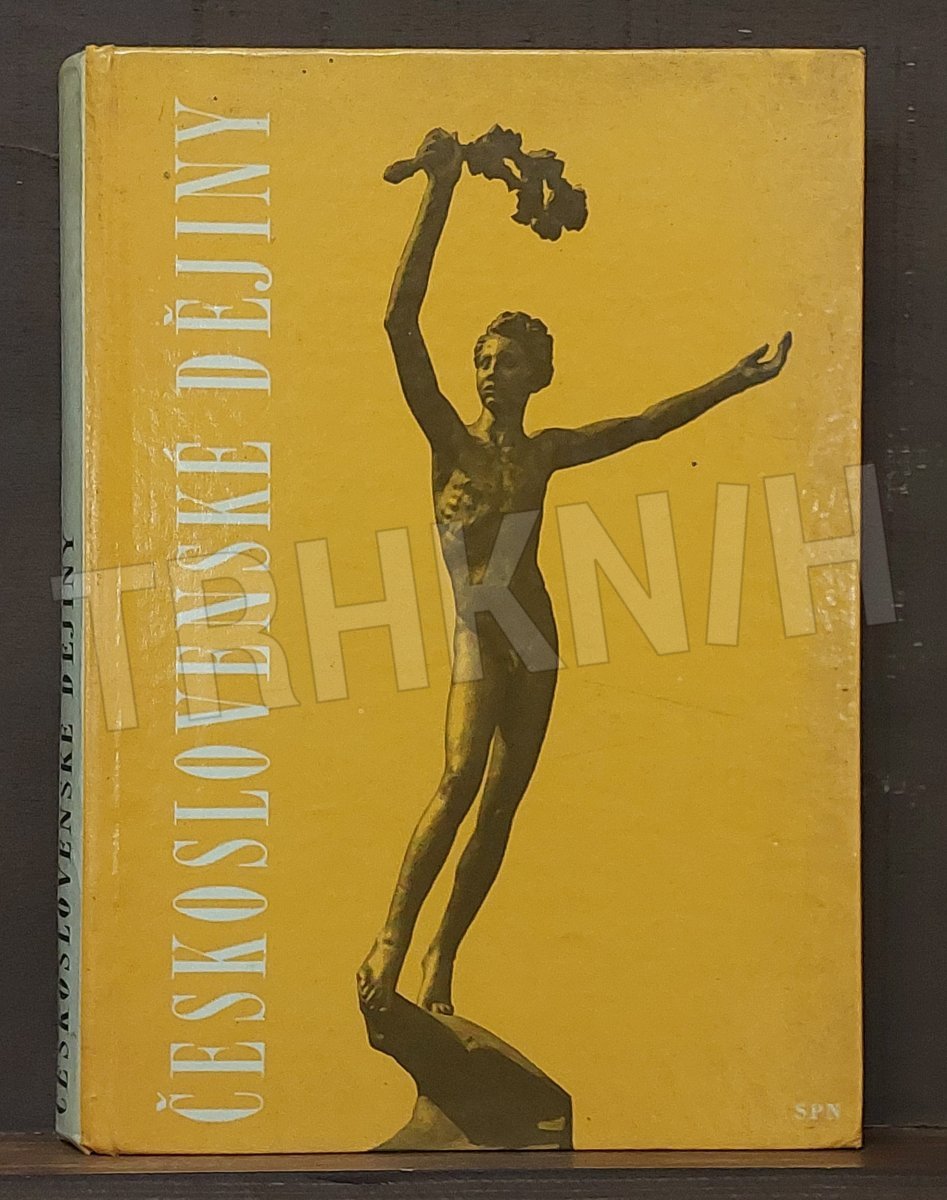 ČESKOSLOVENSKÉ DĚJINY
ČESKOSLOVENSKÉ DĚJINY
TRHKNIH
SPN